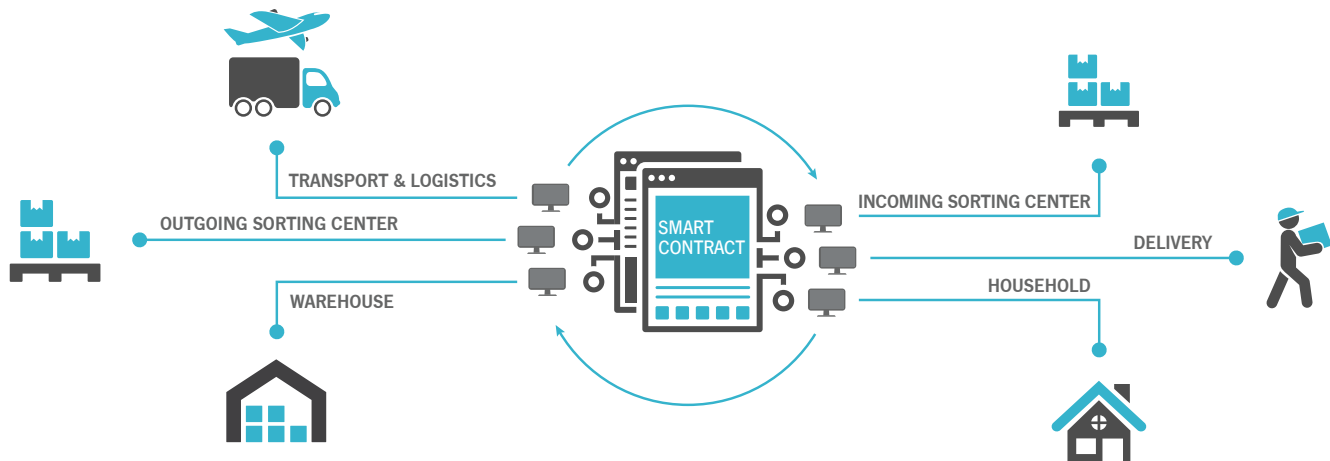 TRANSPORT & LOGISTICS
OUTGOING SORTING CENTER
WAREHOUSE
SMART
CONTRACT
INCOMING SORTING CENTER
DELIVERY
HOUSEHOLD